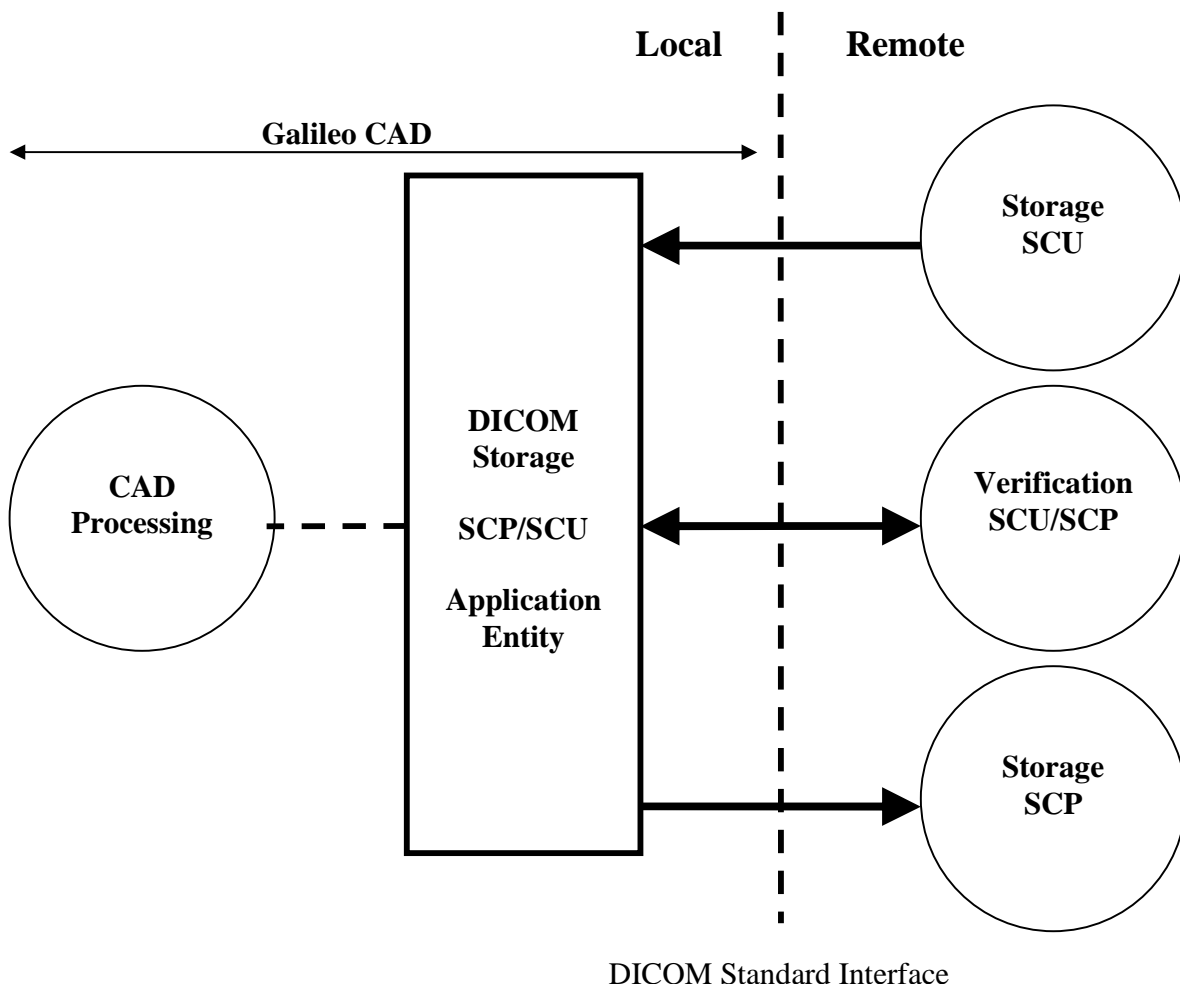 Local
Remote
Galileo CAD
Storage
SCU
DICOM
Storage
SCP/SCU
Application
Entity
CAD
Processing
Verification
SCU/SCP
Storage
SCP
DICOM Standard Interface